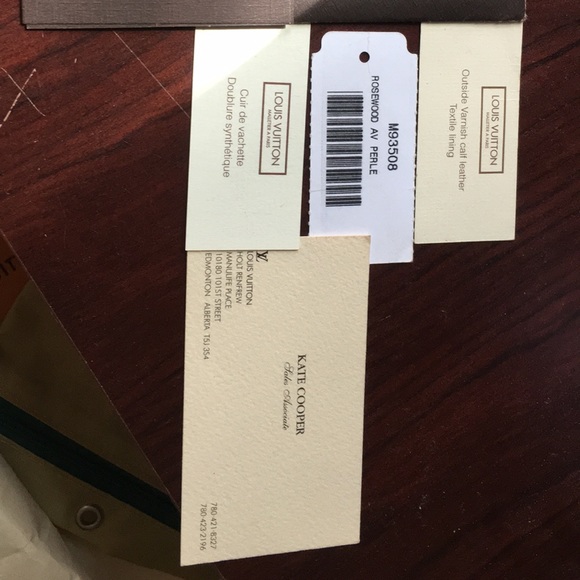 LOUIS VUITTON
MALLETIER A PARIS
Cuir de vachette
Doublure synthétique
M93508
ROSEWOOD AV PERLE
LOUIS VUITTON
MALLETIER A PARIS
Outside Varnish calf leather
Textile lining
LV
LOUIS VUITTON
HOLT RENFREW
MANULIFE PLACE
10180 101ST STREET
EDMONTON ALBERTA T5J 3S4
KATE COOPER
Sales Associate
780·421·8327
780·423·2196